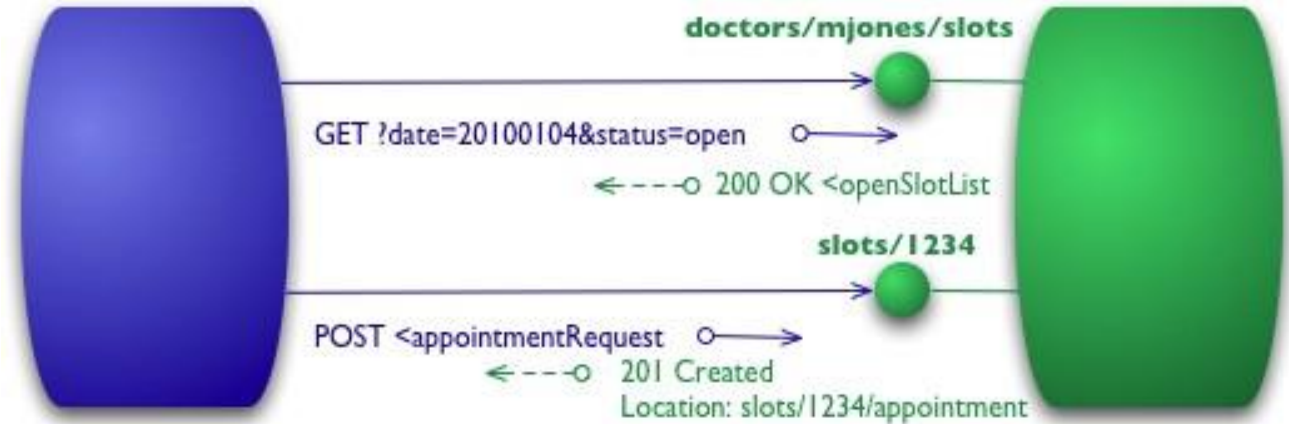 doctors/mjones/slots
GET ?date=20100104&status=open
200 OK <openSlotList
slots/1234
POST <appointmentRequest
201 Created
Location: slots/1234/appointment